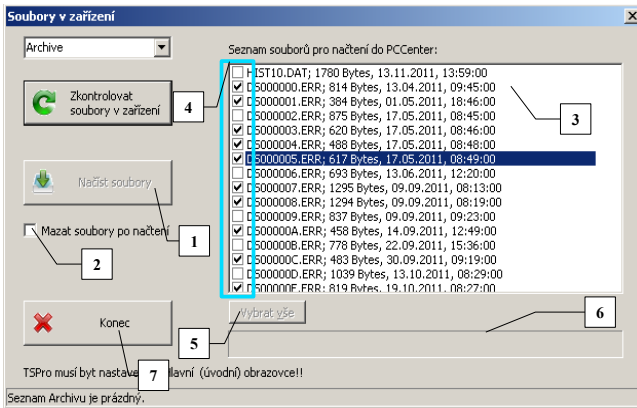 Soubory v zařízení
Archive
Seznam souborů pro načtení do PCCenter:
Zkontrolovat
soubory v zařízení
4
HIST10.DAT; 1780 Bytes, 13.11.2011, 13:59:00
D5000000.ERR; 814 Bytes, 13.04.2011, 09:45:00
D5000001.ERR; 384 Bytes, 01.05.2011, 18:46:00
D5000002.ERR; 875 Bytes, 17.05.2011, 08:45:00
D5000003.ERR; 620 Bytes, 17.05.2011, 08:46:00
D5000004.ERR; 488 Bytes, 17.05.2011, 08:48:00
D5000005.ERR; 617 Bytes, 17.05.2011, 08:49:00
D5000006.ERR; 693 Bytes, 13.06.2011, 12:20:00
D5000007.ERR; 1295 Bytes, 09.09.2011, 08:13:00
D5000008.ERR; 1294 Bytes, 09.09.2011, 08:19:00
D5000009.ERR; 837 Bytes, 09.09.2011, 09:23:00
D500000A.ERR; 458 Bytes, 14.09.2011, 12:49:00
D500000B.ERR; 778 Bytes, 22.09.2011, 15:36:00
D500000C.ERR; 483 Bytes, 30.09.2011, 09:19:00
D500000D.ERR; 1039 Bytes, 13.10.2011, 08:29:00
D500000E.ERR; 819 Bytes, 19.10.2011, 08:27:00
3
Načíst soubory
1
Mazat soubory po načtení
2
Vybrat vše
5
6
Konec
7
TSPro musí byt nastave lavní (úvodní) obrazovce!!
Seznam Archivu je prázdný.